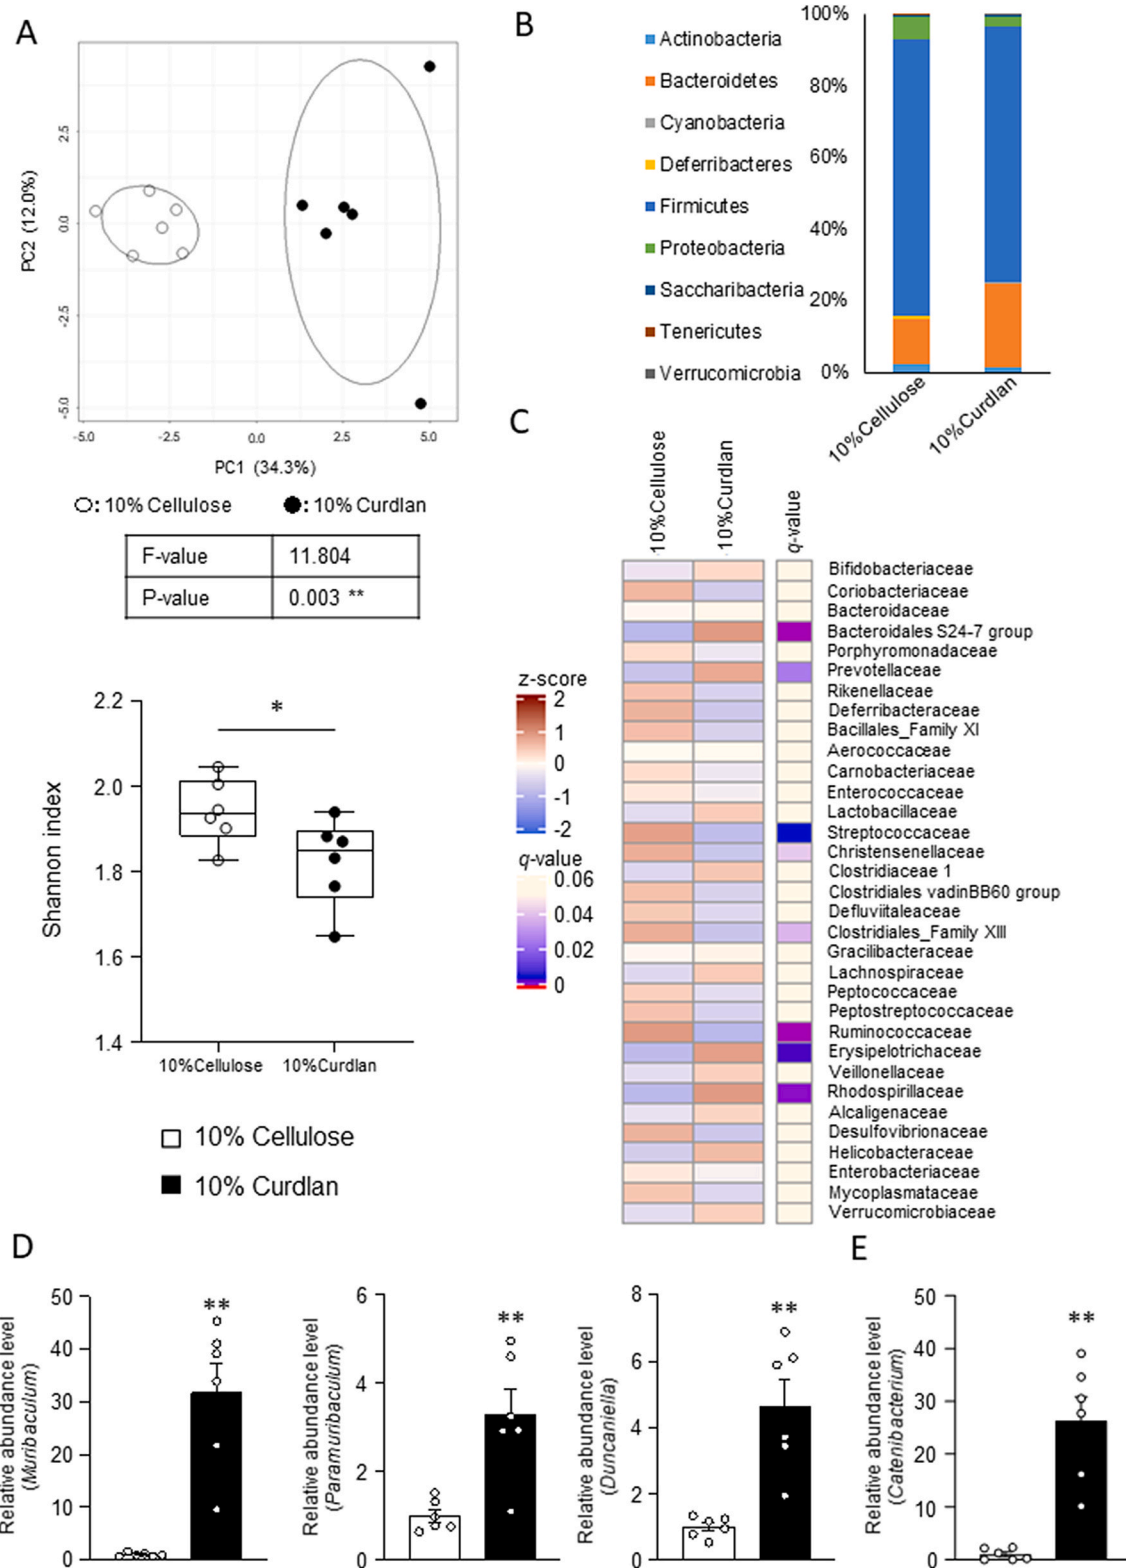 A
2.5
0.0
-2.5
-5.0
PC2 (12.0%)
-5.0 -2.5 0.0 2.5 5.0
PC1 (34.3%)
: 10% Cellulose : 10% Curdlan
F-value 11.804
P-value 0.003 **
2.2
2.0
1.8
1.6
1.4
Shannon index
*
10%Cellulose 10%Curdlan
10% Cellulose
10% Curdlan
B
Actinobacteria
Bacteroidetes
Cyanobacteria
Deferribacteres
Firmicutes
Proteobacteria
Saccharibacteria
Tenericutes
Verrucomicrobia
100%
80%
60%
40%
20%
0%
10%Cellulose
10%Curdlan
C
10%Cellulose
10%Curdlan
q-value
z-score
2
1
0
-1
-2
q-value
0.06
0.04
0.02
0
Bifidobacteriaceae
Coriobacteriaceae
Bacteroidaceae
Bacteroidales S24-7 group
Porphyromonadaceae
Prevotellaceae
Rikenellaceae
Deferribacteraceae
Bacillales_Family XI
Aerococcaceae
Carnobacteriaceae
Enterococcaceae
Lactobacillaceae
Streptococcaceae
Christensenellaceae
Clostridiaceae 1
Clostridiales vadinBB60 group
Defluviitaleaceae
Clostridiales_Family XIII
Gracilibacteraceae
Lachnospiraceae
Peptococcaceae
Peptostreptococcaceae
Ruminococcaceae
Erysipelotrichaceae
Veillonellaceae
Rhodospirillaceae
Alcaligenaceae
Desulfovibrionaceae
Helicobacteraceae
Enterobacteriaceae
Mycoplasmataceae
Verrucomicrobiaceae
D
Relative abundance level
(Muribaculum)
50
40
30
20
10
0
**
Relative abundance level
(Paramuribaculum)
6
4
2
0
**
Relative abundance level
(Duncaniella)
8
6
4
2
0
**
E
Relative abundance level
(Catenibacterium)
50
40
30
20
10
0
**